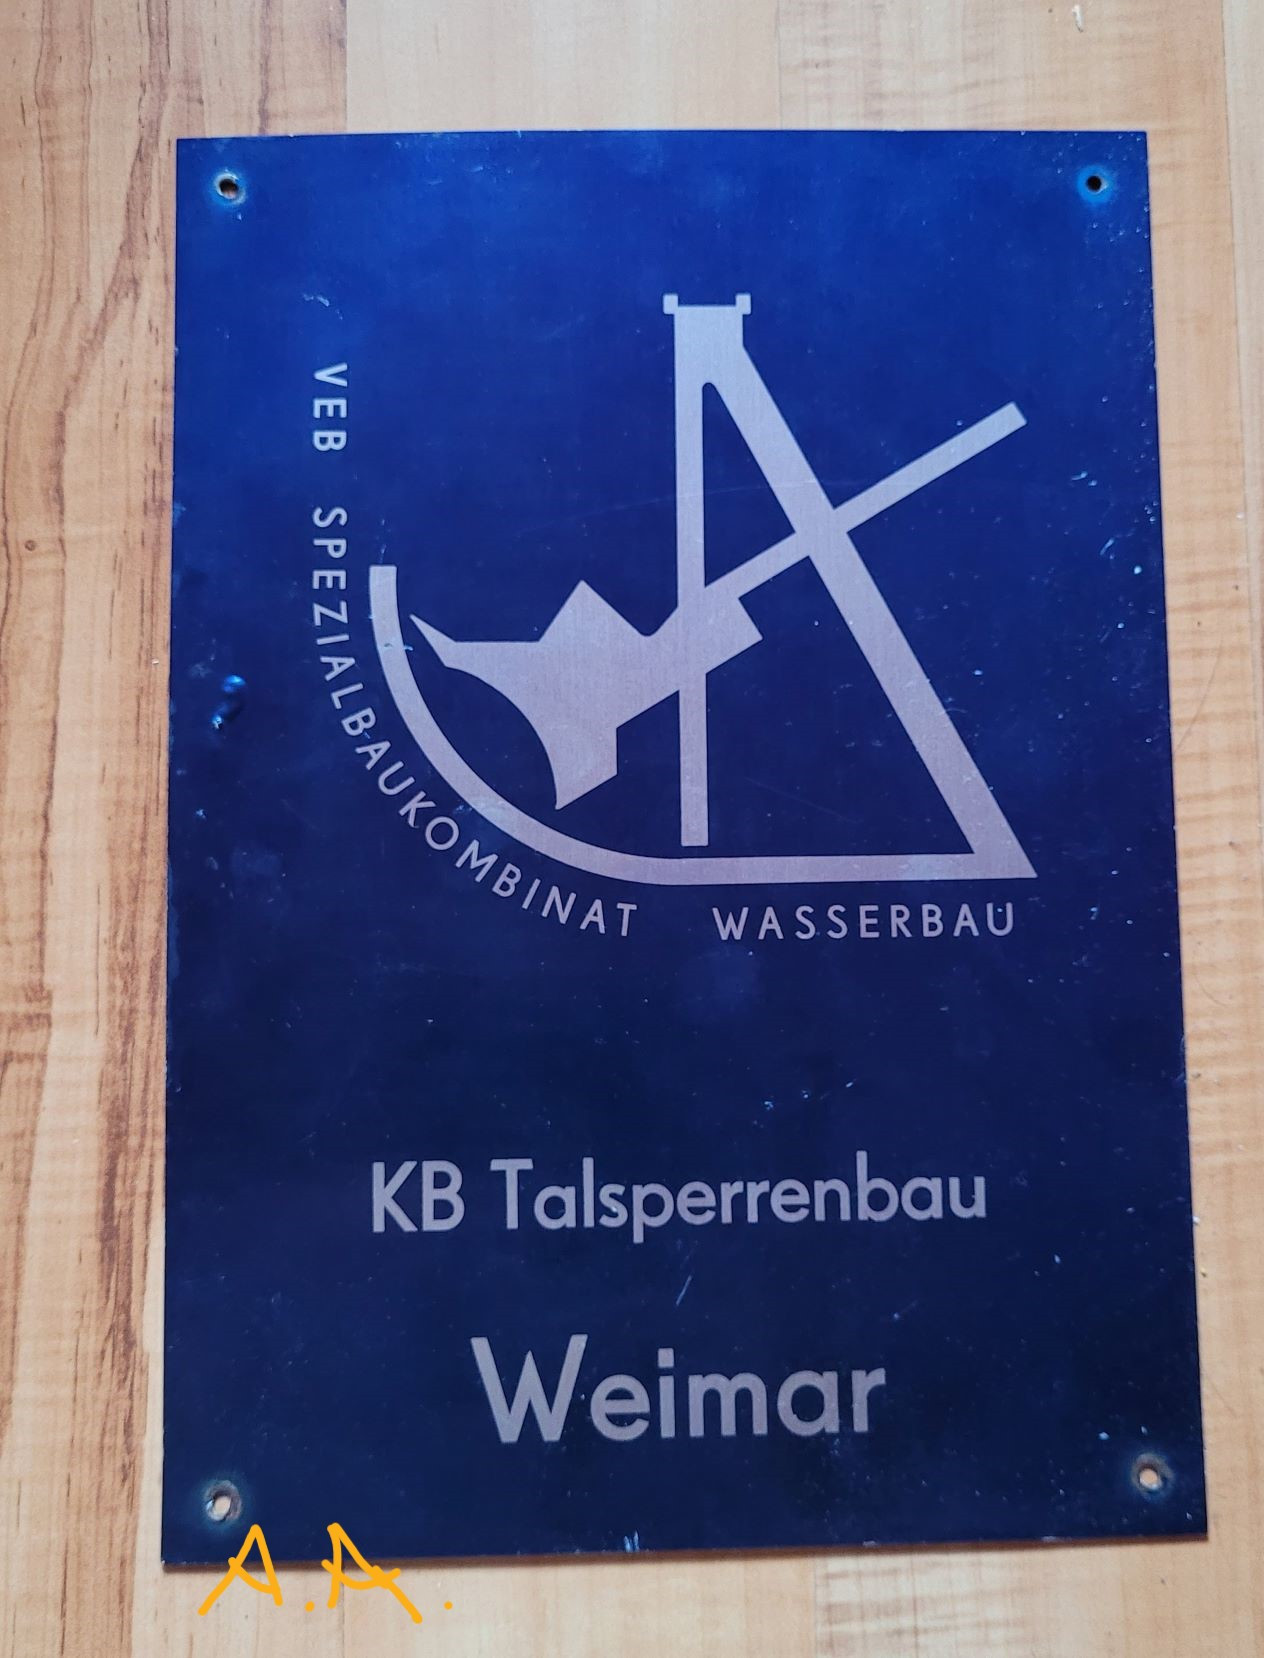 VEB SPEZIALBAUKOMBINAT WASSERBAU
KB Talsperrenbau
Weimar
A.A.